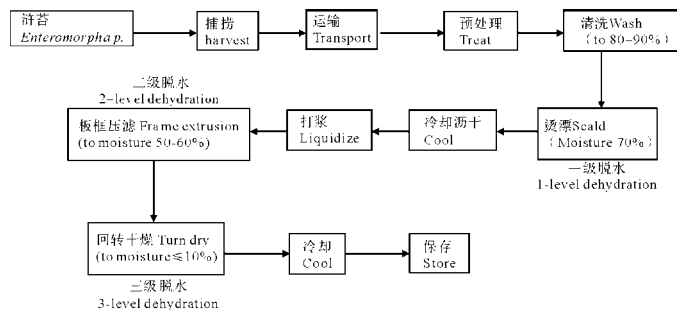 浒苔
Enteromorpha p.
捕捞
harvest
运输
Transport
预处理
Treat
清洗Wash
（to 80–90%）
烫漂Scald
（Moisture 70%）
一级脱水
1-level dehydration
冷却沥干
Cool
打浆
Liquidize
二级脱水
2–level dehydration
板框压滤 Frame extrusion
(to moisture 50-60%)
回转干燥 Turn dry
(to moisture≤10%)
三级脱水
3-level dehydration
冷却
Cool
保存
Store